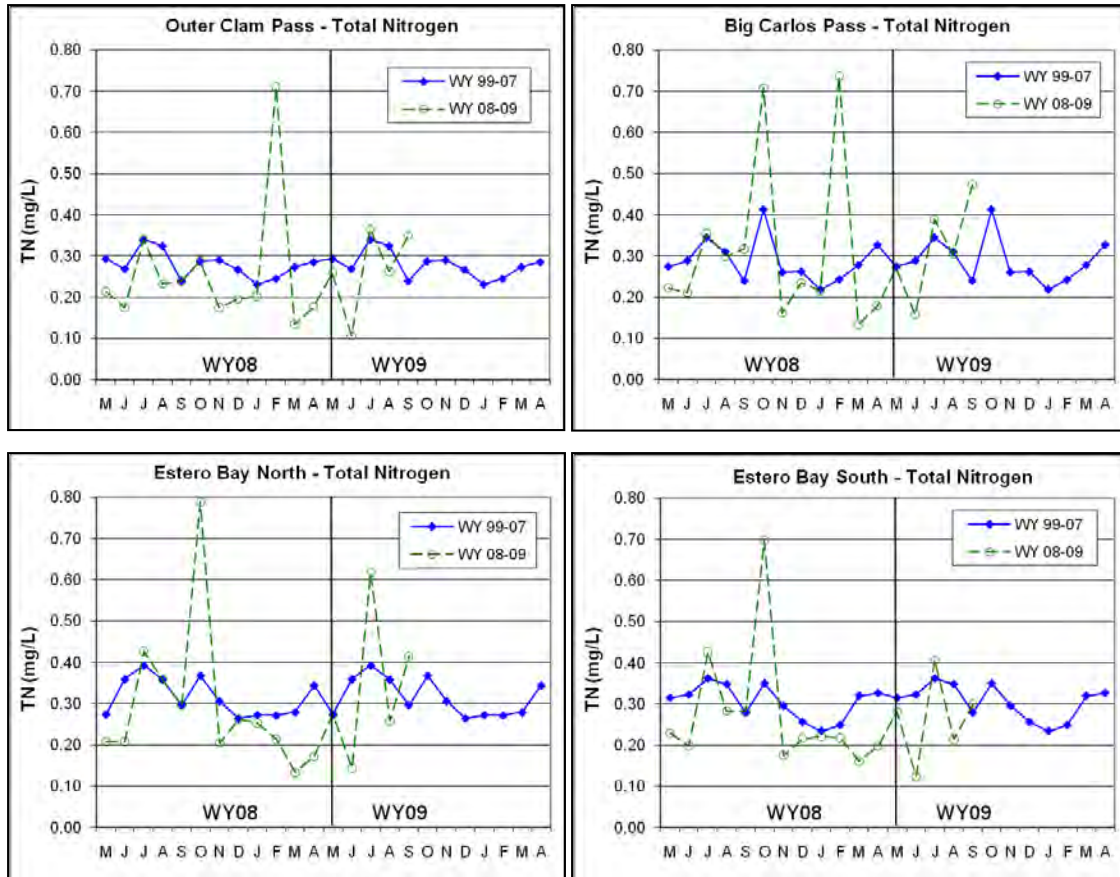 Outer Clam Pass - Total Nitrogen
TN (mg/L)
0.80
0.70
0.60
0.50
0.40
0.30
0.20
0.10
0.00
WY 99-07
WY 08-09
WY08 WY09
M J J A S O N D J F M A M J J A S O N D J F M A
Big Carlos Pass - Total Nitrogen
TN (mg/L)
0.80
0.70
0.60
0.50
0.40
0.30
0.20
0.10
0.00
WY 99-07
WY 08-09
WY08 WY09
M J J A S O N D J F M A M J J A S O N D J F M A
Estero Bay North - Total Nitrogen
TN (mg/L)
0.80
0.70
0.60
0.50
0.40
0.30
0.20
0.10
0.00
WY 99-07
WY 08-09
WY08 WY09
M J J A S O N D J F M A M J J A S O N D J F M A
Estero Bay South - Total Nitrogen
TN (mg/L)
0.80
0.70
0.60
0.50
0.40
0.30
0.20
0.10
0.00
WY 99-07
WY 08-09
WY08 WY09
M J J A S O N D J F M A M J J A S O N D J F M A